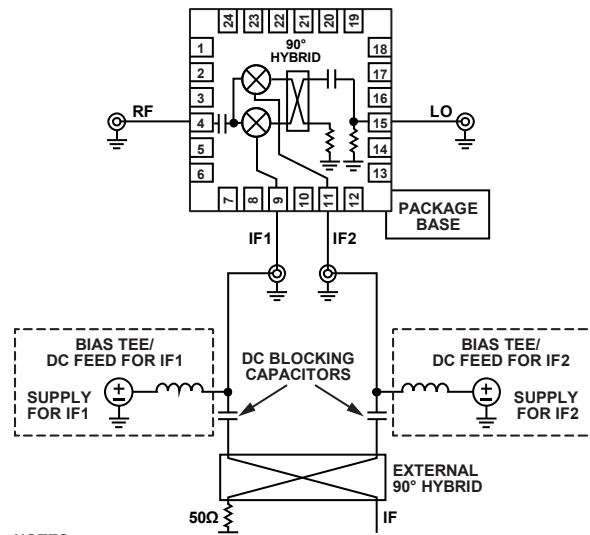 24 23 22 21 20 19
90°
HYBRID
1
2
3
4
5
6
18
17
16
15
14
13
RF
LO
7 8 9 10 11 12
PACKAGE
BASE
IF1
IF2
BIAS TEE/
DC FEED FOR IF1
SUPPLY
FOR IF1
DC BLOCKING
CAPACITORS
BIAS TEE/
DC FEED FOR IF2
SUPPLY
FOR IF2
EXTERNAL
90° HYBRID
50Ω
IF